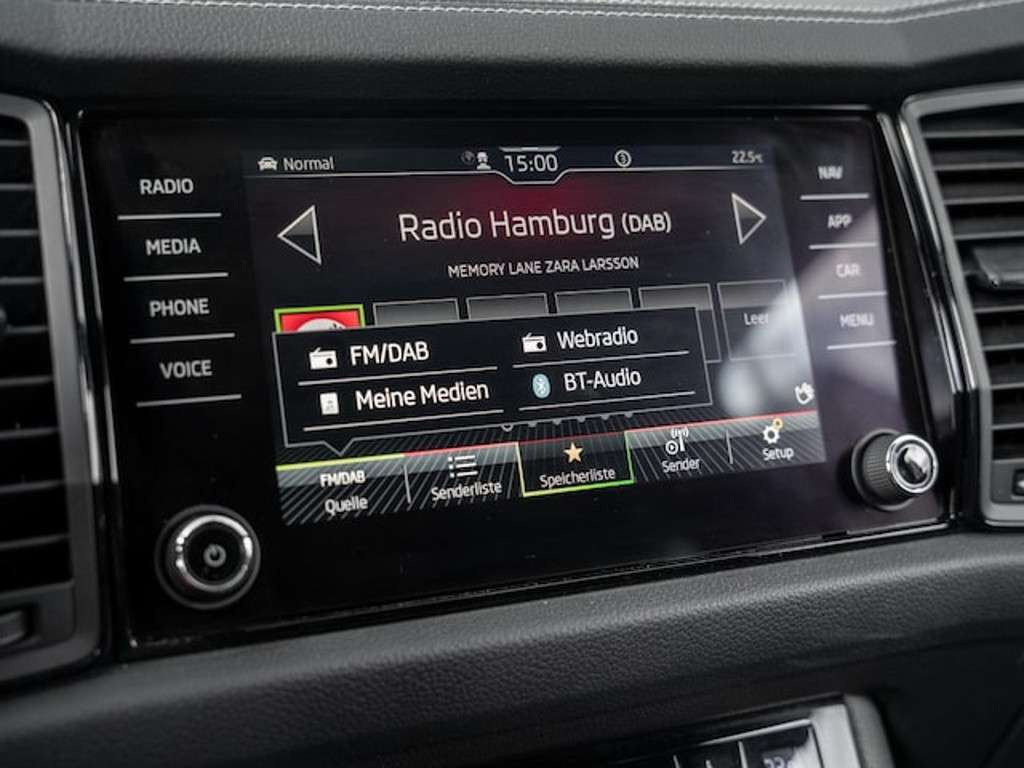 Normal
15:00
3
22.5°C
RADIO
MEDIA
PHONE
VOICE
NAV
APP
CAR
MENU
Radio Hamburg (DAB)
MEMORY LANE ZARA LARSSON
Leer
FM/DAB
Webradio
Meine Medien
BT-Audio
FM/DAB
Quelle
Senderliste
Speicherliste
Sender
Setup